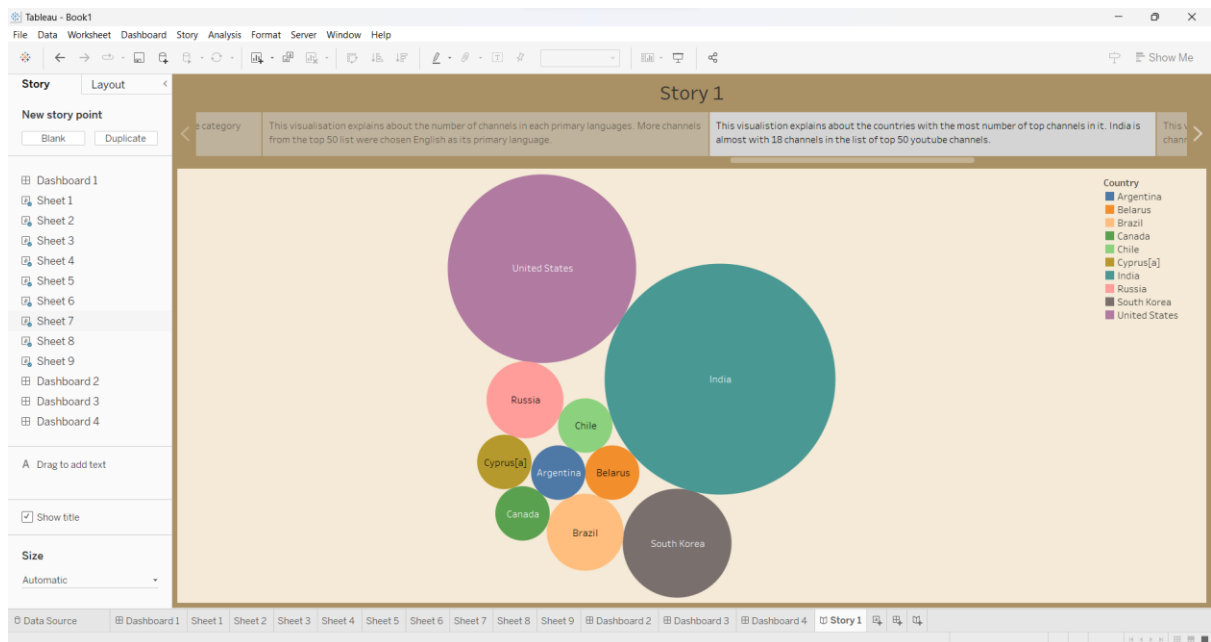 Tableau - Book1
File Data Worksheet Dashboard Story Analysis Format Server Window Help
Show Me
Story Layout
New story point
Blank Duplicate
Dashboard 1
Sheet 1
Sheet 2
Sheet 3
Sheet 4
Sheet 5
Sheet 6
Sheet 7
Sheet 8
Sheet 9
Dashboard 2
Dashboard 3
Dashboard 4
A Drag to add text
Show title
Size
Automatic
Story 1
e category
This visualisation explains about the number of channels in each primary languages. More channels
from the top 50 list were chosen English as its primary language.
This visualistion explains about the countries with the most number of top channels in it. India is
almost with 18 channels in the list of top 50 youtube channels.
This
chann
United States
India
Russia
Chile
Cyprus[a]
Argentina
Belarus
Canada
Brazil
South Korea
Country
Argentina
Belarus
Brazil
Canada
Chile
Cyprus[a]
India
Russia
South Korea
United States
Data Source Dashboard 1 Sheet 1 Sheet 2 Sheet 3 Sheet 4 Sheet 5 Sheet 6 Sheet 7 Sheet 8 Sheet 9 Dashboard 2 Dashboard 3 Dashboard 4 Story 1